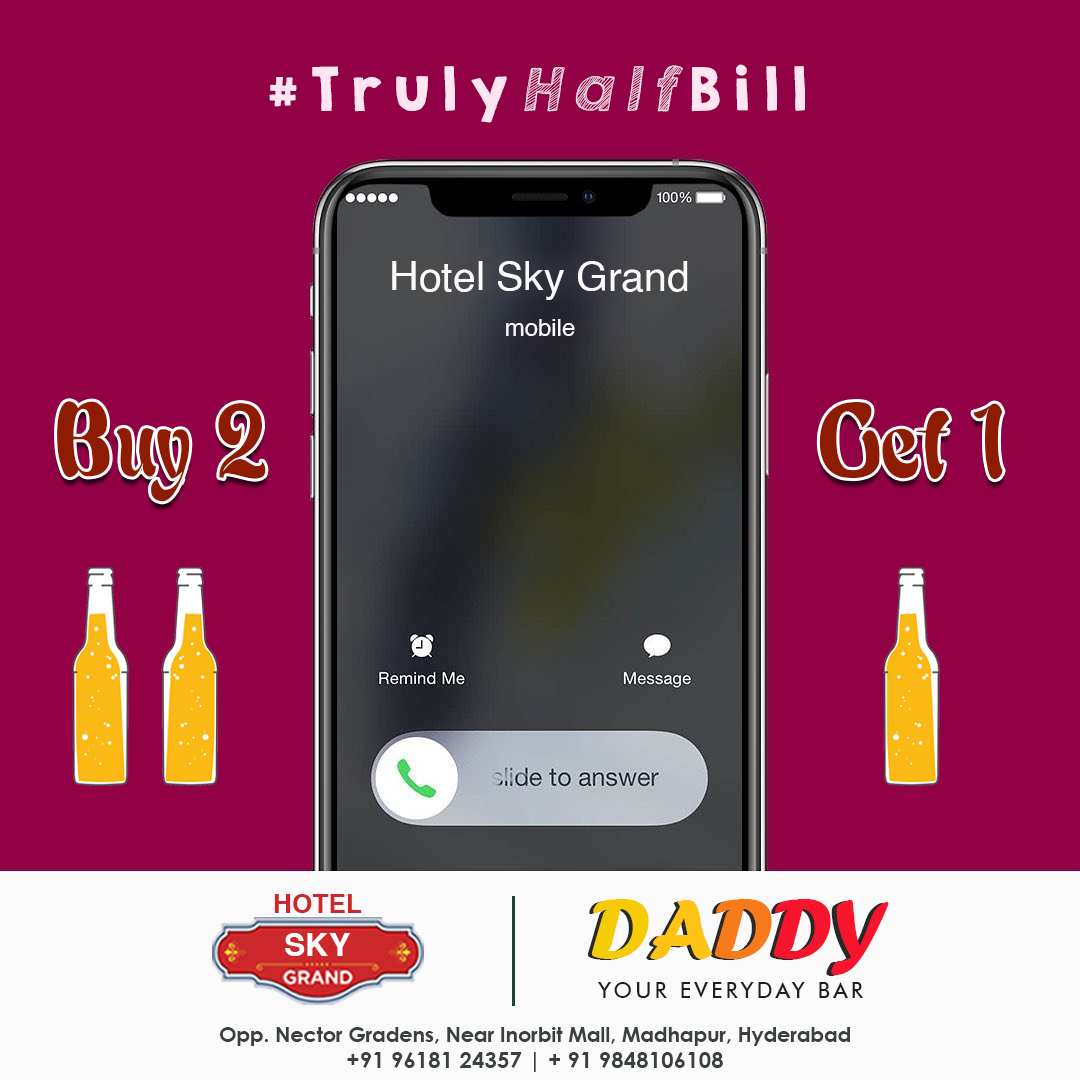 #TrulyHalfBill
100%
Hotel Sky Grand
mobile
Buy 2
Get 1
Remind Me
Message
slide to answer
HOTEL
SKY
GRAND
DADDY
YOUR EVERYDAY BAR
Opp. Nector Gradens, Near Inorbit Mall, Madhapur, Hyderabad
+91 96181 24357 | + 91 9848106108